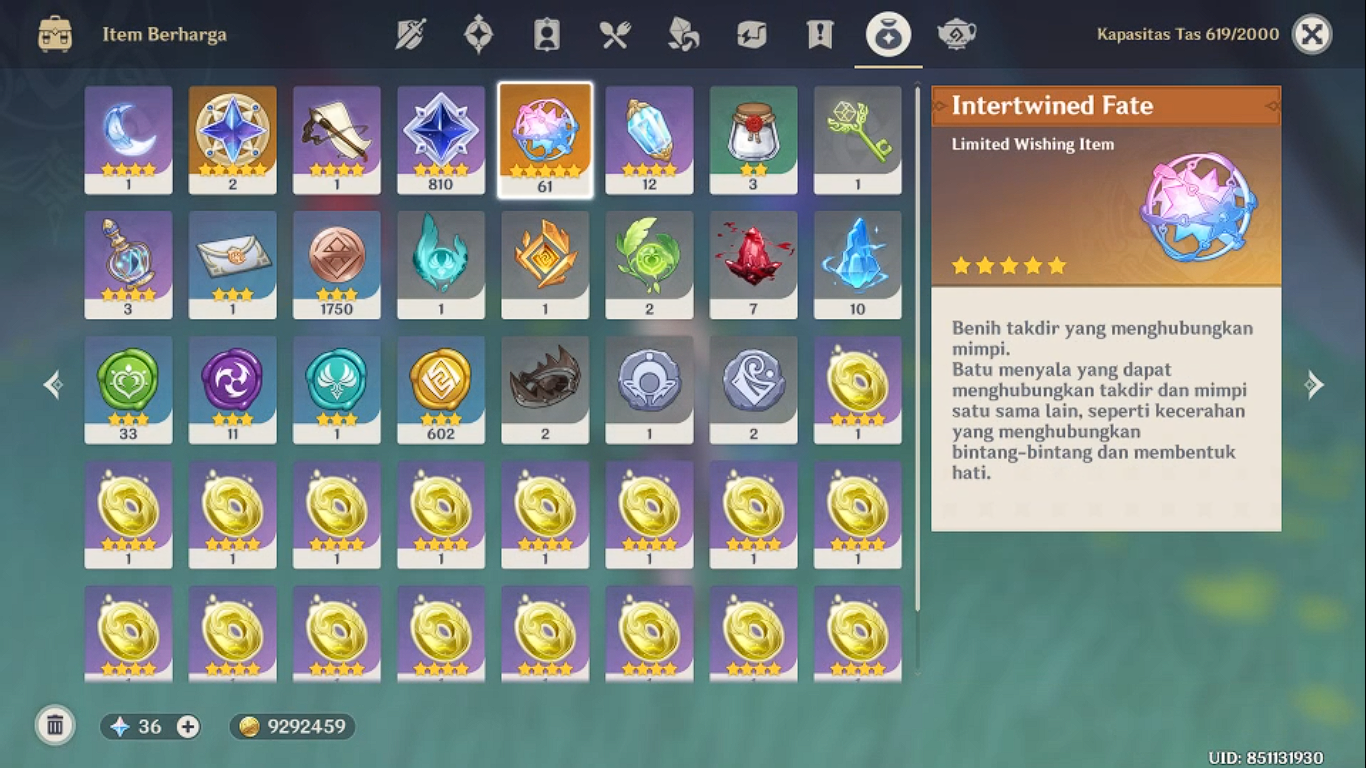 Item Berharga
Kapasitas Tas 619/2000
1 2 1 810 61 12 3 1
3 1 1750 1 1 2 7 10
33 11 1 602 2 1 2 1
1 1 1 1 1 1 1 1
Intertwined Fate
Limited Wishing Item
Benih takdir yang menghubungkan
mimpi.
Batu menyala yang dapat
menghubungkan takdir dan mimpi
satu sama lain, seperti kecerahan
yang menghubungkan
bintang-bintang dan membentuk
hati.
36
9292459
UID: 851131930